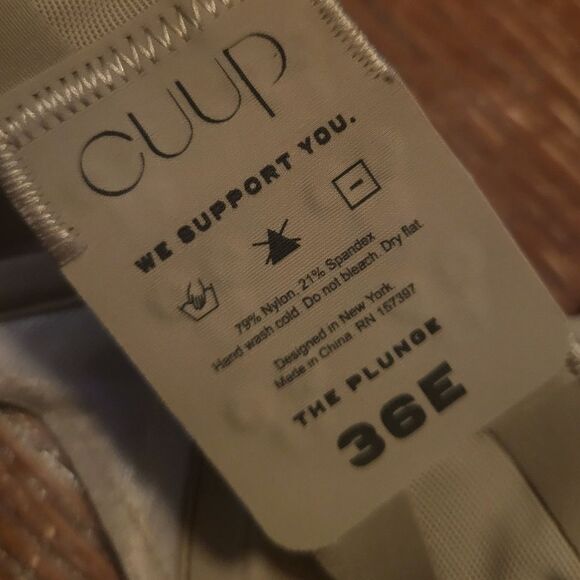 CUUP
WE SUPPORT YOU.
79% Nylon. 21% Spandex
Hand wash cold. Do not bleach. Dry flat
Designed in New York
Made in China. RN 157397
THE PLUNGE
36E